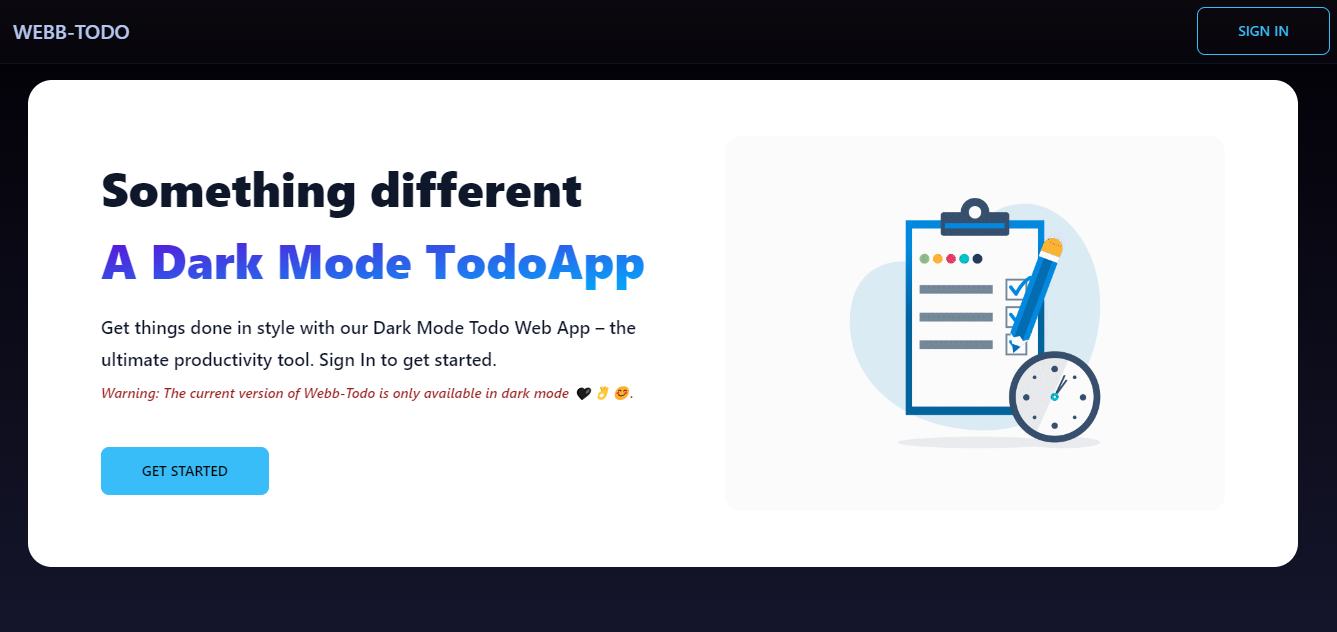 WEBB-TODO
SIGN IN
Something different
A Dark Mode TodoApp
Get things done in style with our Dark Mode Todo Web App – the
ultimate productivity tool. Sign In to get started.
Warning: The current version of Webb-Todo is only available in dark mode 🖤👌😊.
GET STARTED